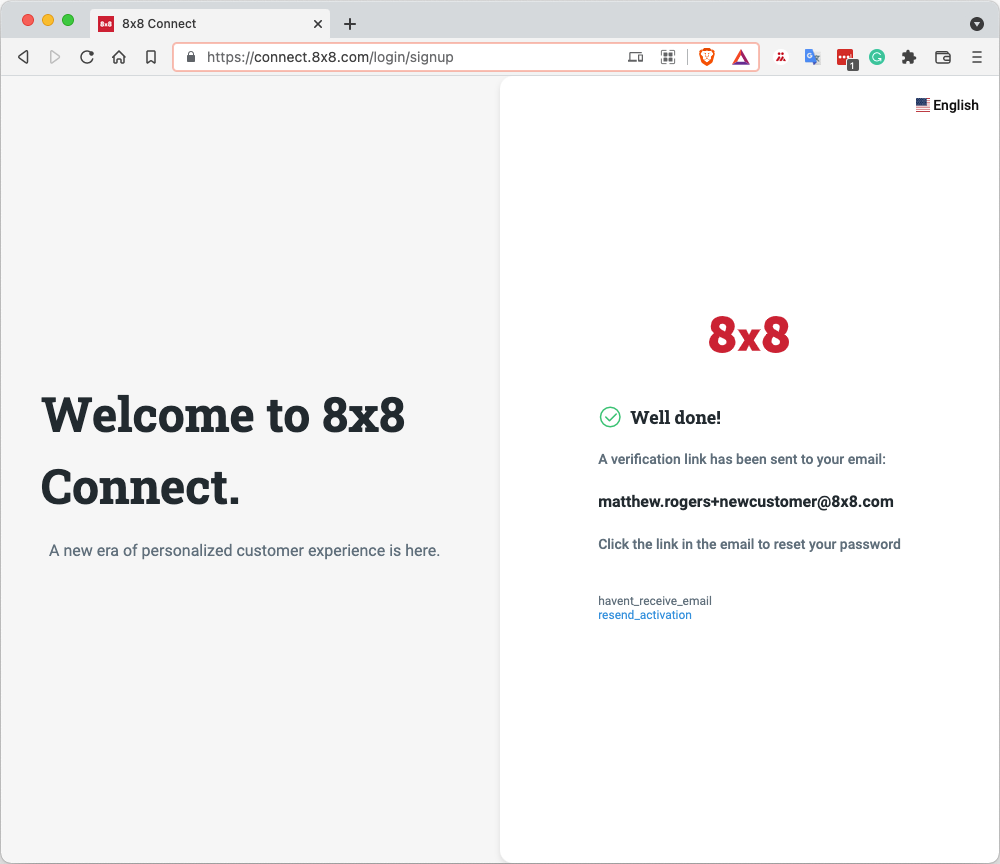 8x8 8x8 Connect
https://connect.8x8.com/login/signup
1
English
8x8
Welcome to 8x8
Connect.
A new era of personalized customer experience is here.
Well done!
A verification link has been sent to your email:
matthew.rogers+newcustomer@8x8.com
Click the link in the email to reset your password
havent_receive_email
resend_activation